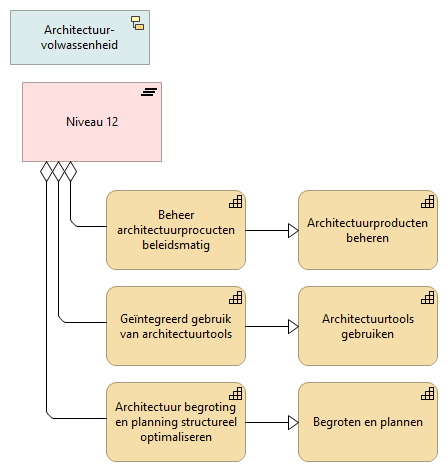 Architectuur-
volwassenheid
Niveau 12
Beheer
architectuurprocucten
beleidsmatig
Architectuurproducten
beheren
Geïntegreerd gebruik
van architectuurtools
Architectuurtools
gebruiken
Architectuur begroting
en planning structureel
optimaliseren
Begroten en plannen